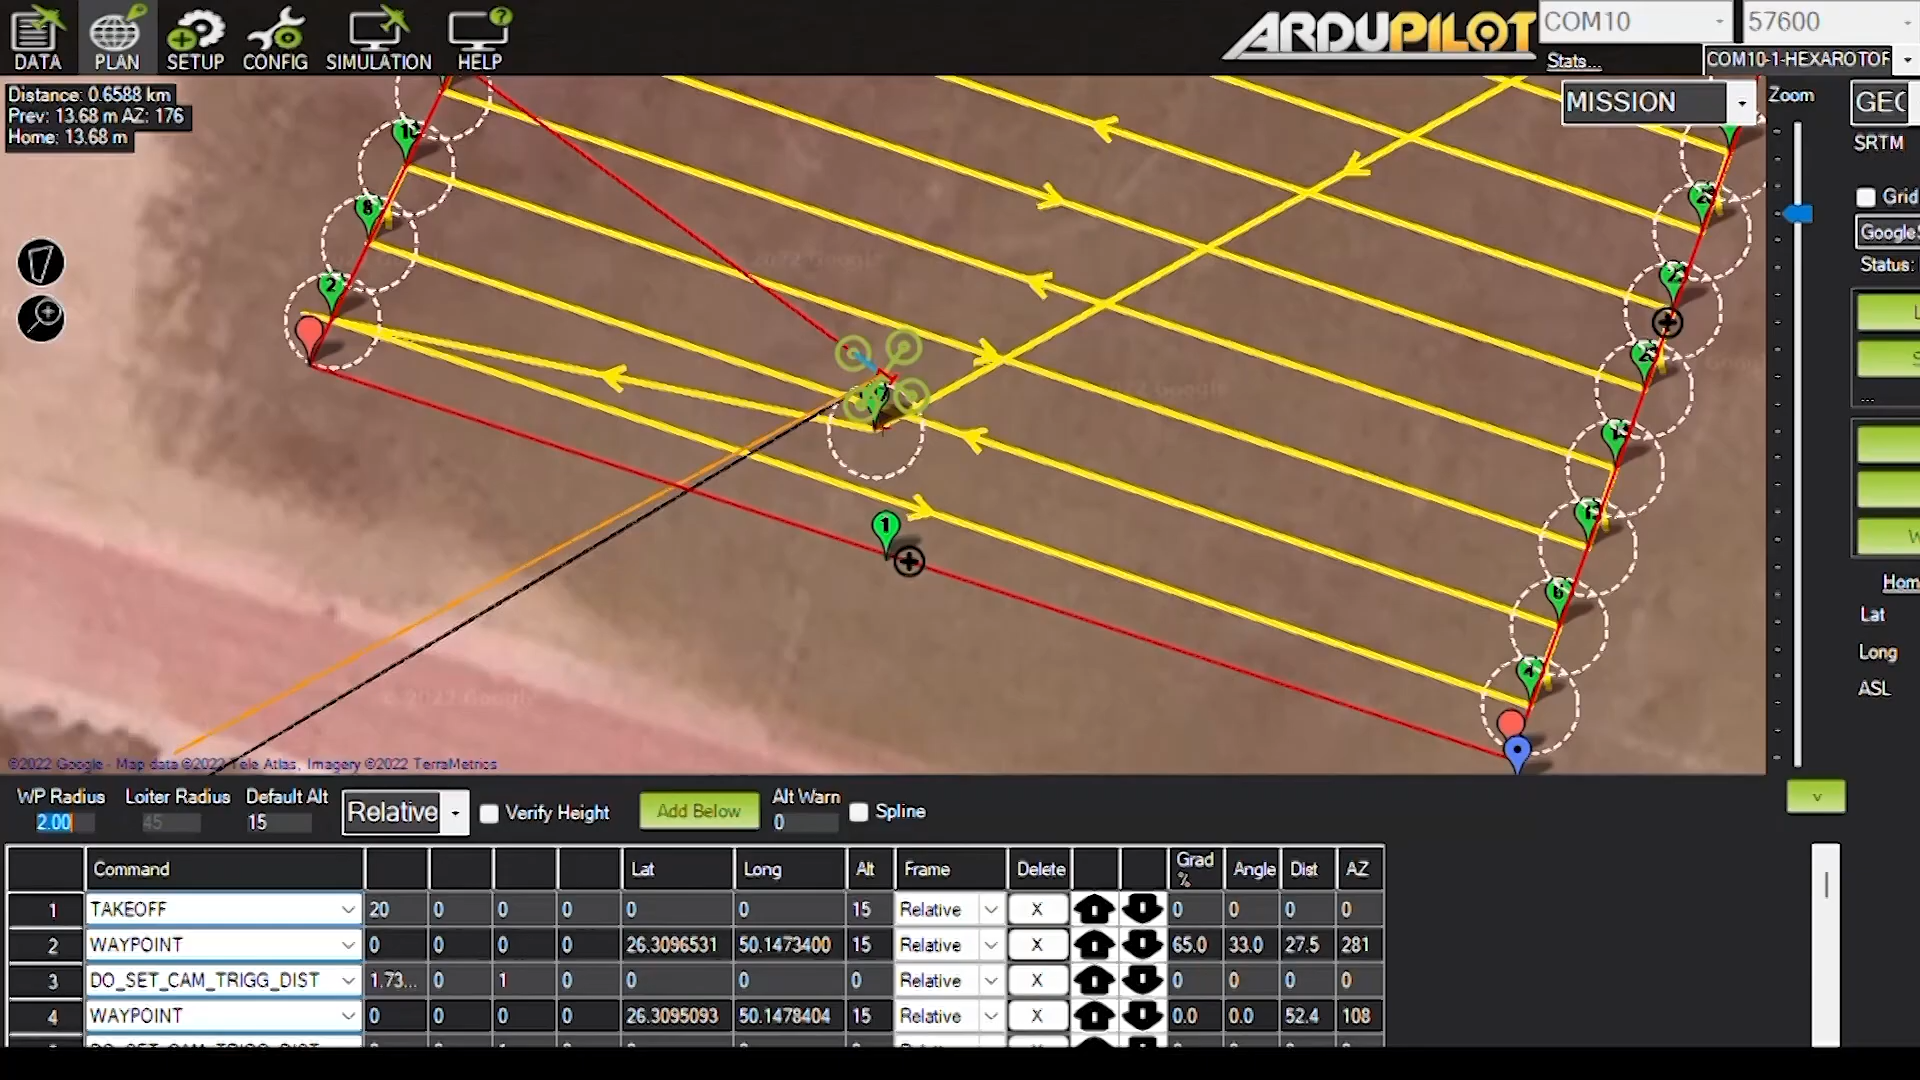 DATA PLAN SETUP CONFIG SIMULATION HELP
ARDUPILOT
COM10 57600
Stats... COM10-1-HEXAROTOR
Distance: 0.6588 km
Prev: 13.68 m AZ: 176
Home: 13.68 m
MISSION
Zoom
GEO
SRTM
Grid
Status:
8
2
1
6
4
...
Home
Lat
Long
ASL
©2022 Google - Map data ©2022 Tele Atlas, Imagery ©2022 TerraMetrics
WP Radius Loiter Radius Default Alt Alt Warn
2.00 45 15 Relative Verify Height Add Below 0 Spline
Command Lat Long Alt Frame Delete Grad % Angle Dist AZ
1 TAKEOFF 20 0 0 0 0 0 15 Relative X 0 0 0 0
2 WAYPOINT 0 0 0 0 26.3096531 50.1473400 15 Relative X 65.0 33.0 27.5 281
3 DO_SET_CAM_TRIGG_DIST 1.73... 0 1 0 0 0 0 Relative X 0 0 0 0
4 WAYPOINT 0 0 0 0 26.3095093 50.1478404 15 Relative X 0.0 0.0 52.4 108